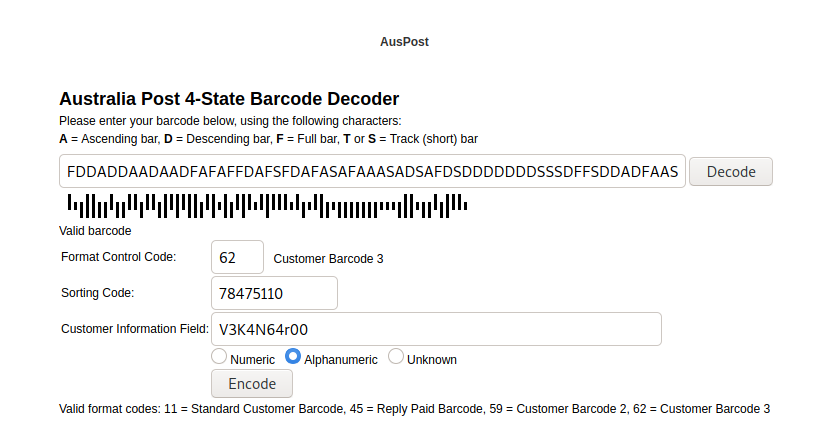 AusPost
Australia Post 4-State Barcode Decoder
Please enter your barcode below, using the following characters:
A = Ascending bar, D = Descending bar, F = Full bar, T or S = Track (short) bar
FDDADDAADAADFAFAFFDAFSFDAFASAFAAASADSAFDSDDDDDDDSSSDFFSDDADFAAS Decode
Valid barcode
Format Control Code: 62 Customer Barcode 3
Sorting Code: 78475110
Customer Information Field: V3K4N64r00
Numeric Alphanumeric Unknown
Encode
Valid format codes: 11 = Standard Customer Barcode, 45 = Reply Paid Barcode, 59 = Customer Barcode 2, 62 = Customer Barcode 3